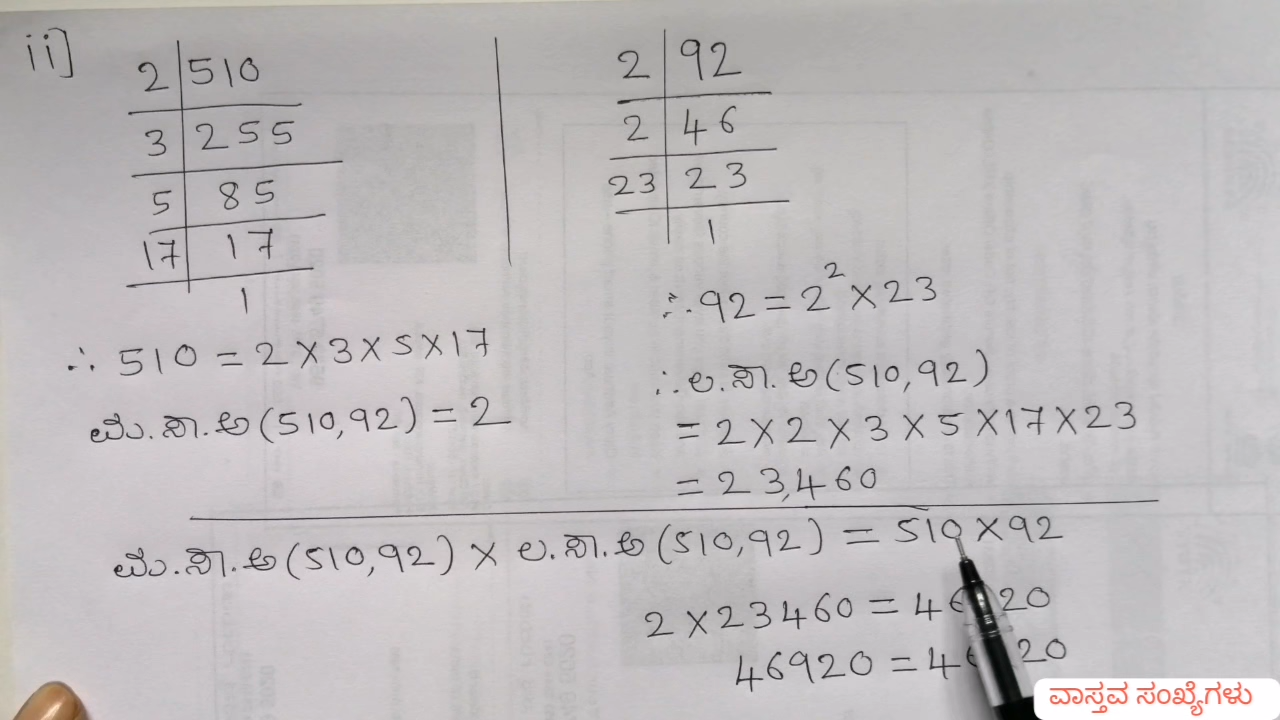 ii]
2 | 510
3 | 255
5 | 85
17 | 17
1
∴ 510 = 2 × 3 × 5 × 17
ಮ.ಸಾ.ಅ (510, 92) = 2
2 | 92
2 | 46
23 | 23
1
∴ 92 = 2² × 23
∴ ಲ.ಸಾ.ಅ (510, 92)
= 2 × 2 × 3 × 5 × 17 × 23
= 23,460
ಮ.ಸಾ.ಅ (510, 92) × ಲ.ಸಾ.ಅ (510, 92) = 510 × 92
2 × 23460 = 46920
46920 = 46920
ವಾಸ್ತವ ಸಂಖ್ಯೆಗಳು